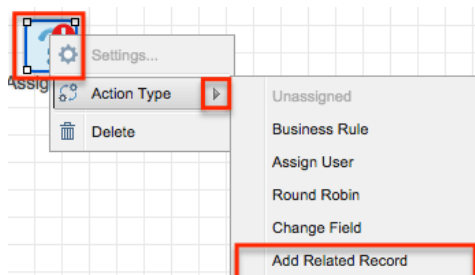 Settings...
Assig
Action Type
Unassigned
Delete
Business Rule
Assign User
Round Robin
Change Field
Add Related Record